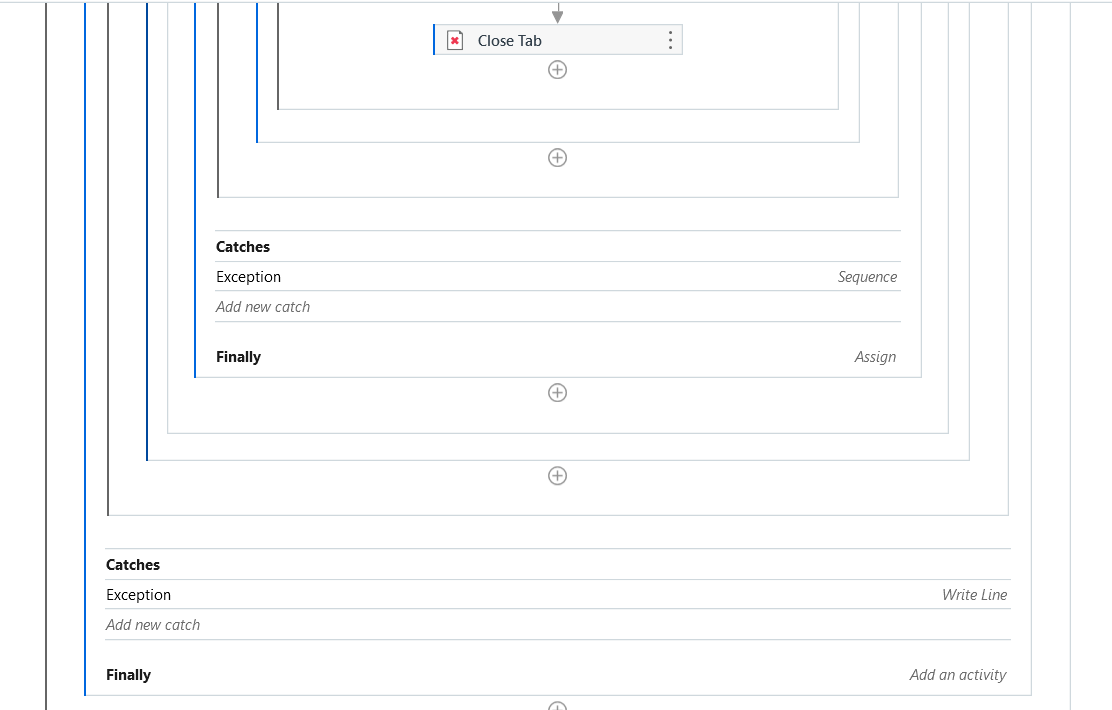 Close Tab
Catches
Exception Sequence
Add new catch
Finally Assign
Catches
Exception Write Line
Add new catch
Finally Add an activity